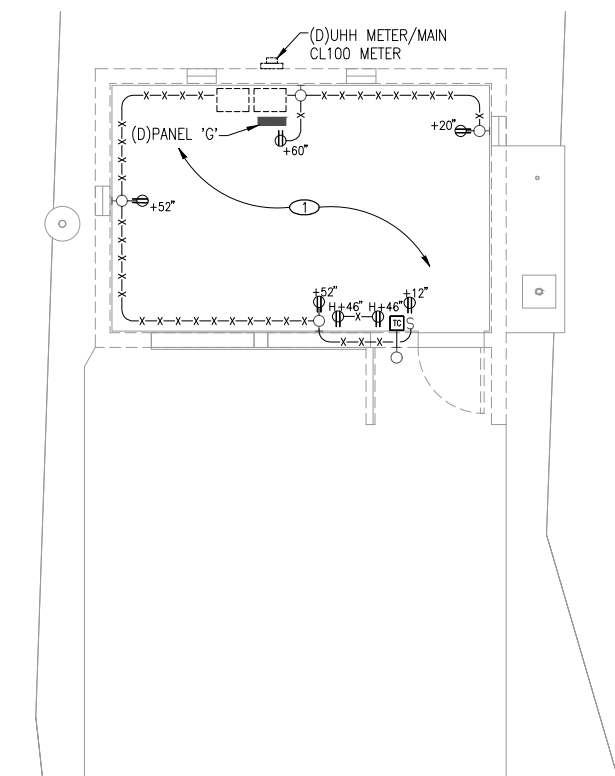 (D)UHH METER/MAIN
CL100 METER
(D)PANEL 'G'
+60"
+20"
+52"
1
+52"
H +46"
H +46"
+12"
TC
S